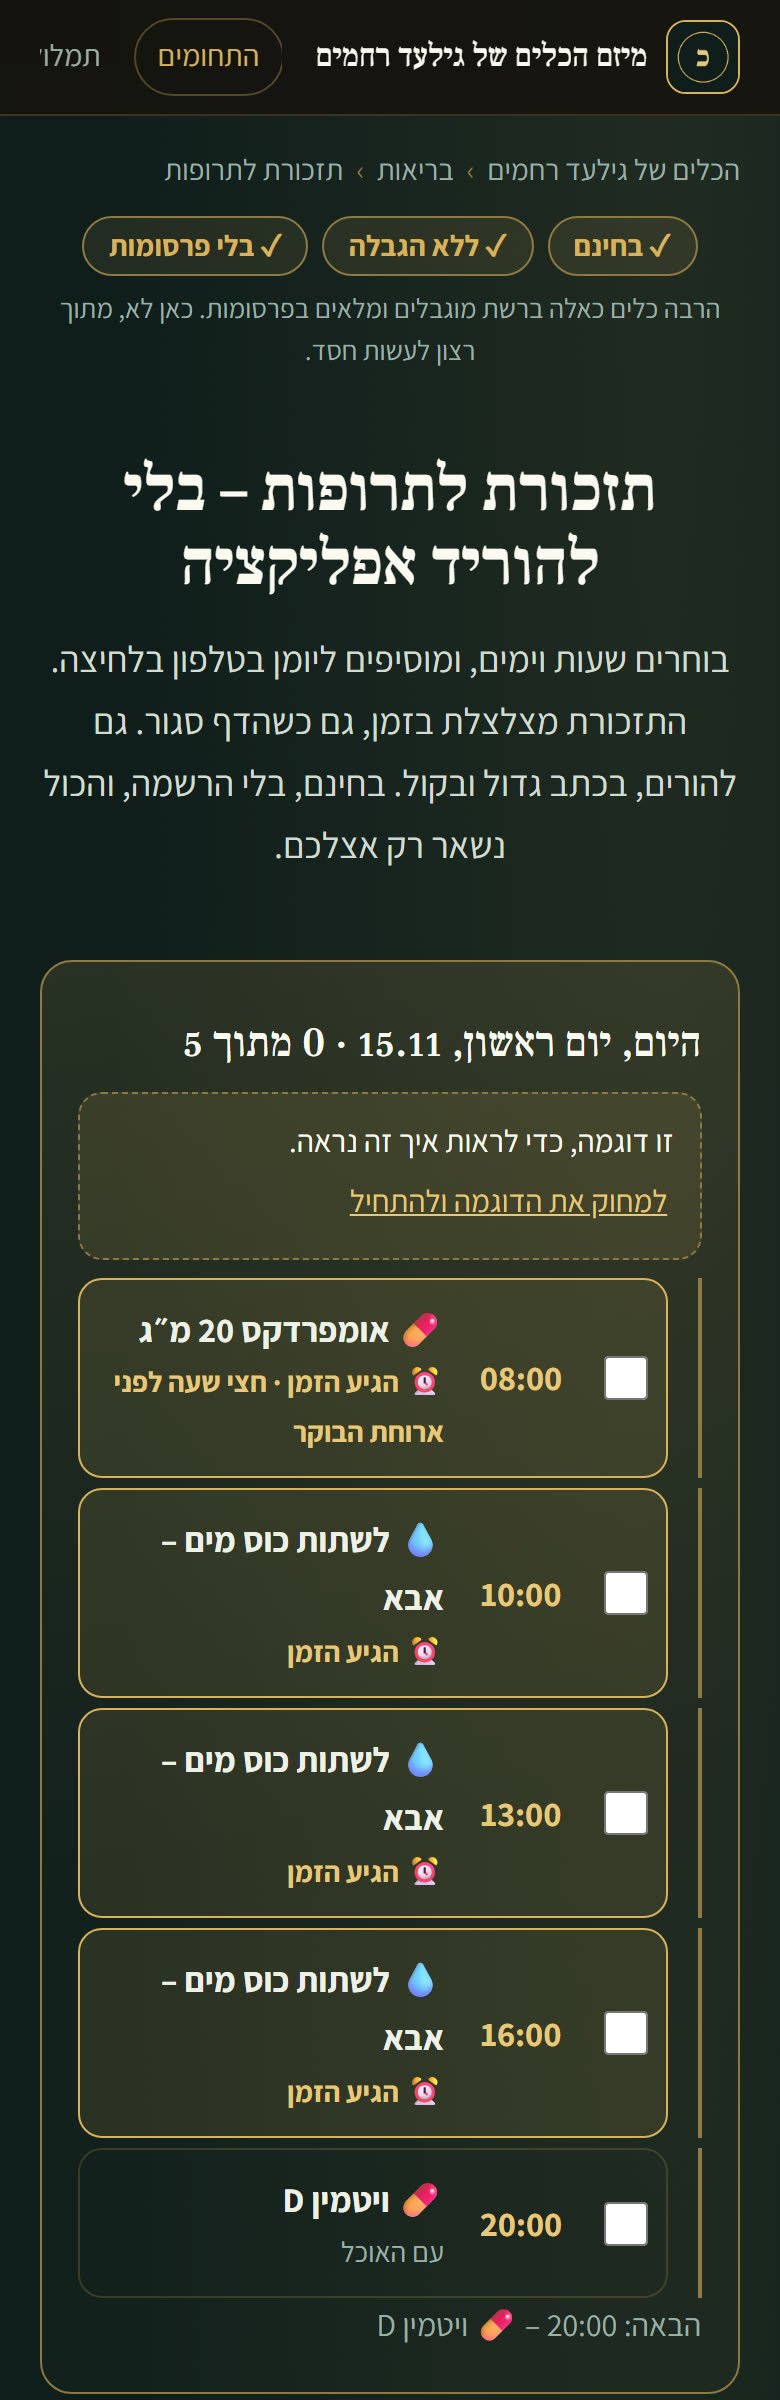 כ
מיזם הכלים של גילעד רחמים
התחומים
הכלים של גילעד רחמים › בריאות › תזכורת לתרופות
✓ בחינם
✓ ללא הגבלה
✓ בלי פרסומות
הרבה כלים כאלה ברשת מוגבלים ומלאים בפרסומות. כאן לא, מתוך
רצון לעשות חסד.
תזכורת לתרופות – בלי
להוריד אפליקציה
בוחרים שעות וימים, ומוסיפים ליומן בטלפון בלחיצה.
התזכורת מצלצלת בזמן, גם כשהדף סגור. גם
להורים, בכתב גדול ובקול. בחינם, בלי הרשמה, והכול
נשאר רק אצלכם.
היום, יום ראשון, 15.11 · 0 מתוך 5
זו דוגמה, כדי לראות איך זה נראה.
למחוק את הדוגמה ולהתחיל
08:00
💊 אומפרדקס 20 מ״ג
⏰ הגיע הזמן · חצי שעה לפני
ארוחת הבוקר
10:00
💧 לשתות כוס מים –
אבא
⏰ הגיע הזמן
13:00
💧 לשתות כוס מים –
אבא
⏰ הגיע הזמן
16:00
💧 לשתות כוס מים –
אבא
⏰ הגיע הזמן
20:00
💊 ויטמין D
עם האוכל
הבאה: 20:00 – 💊 ויטמין D